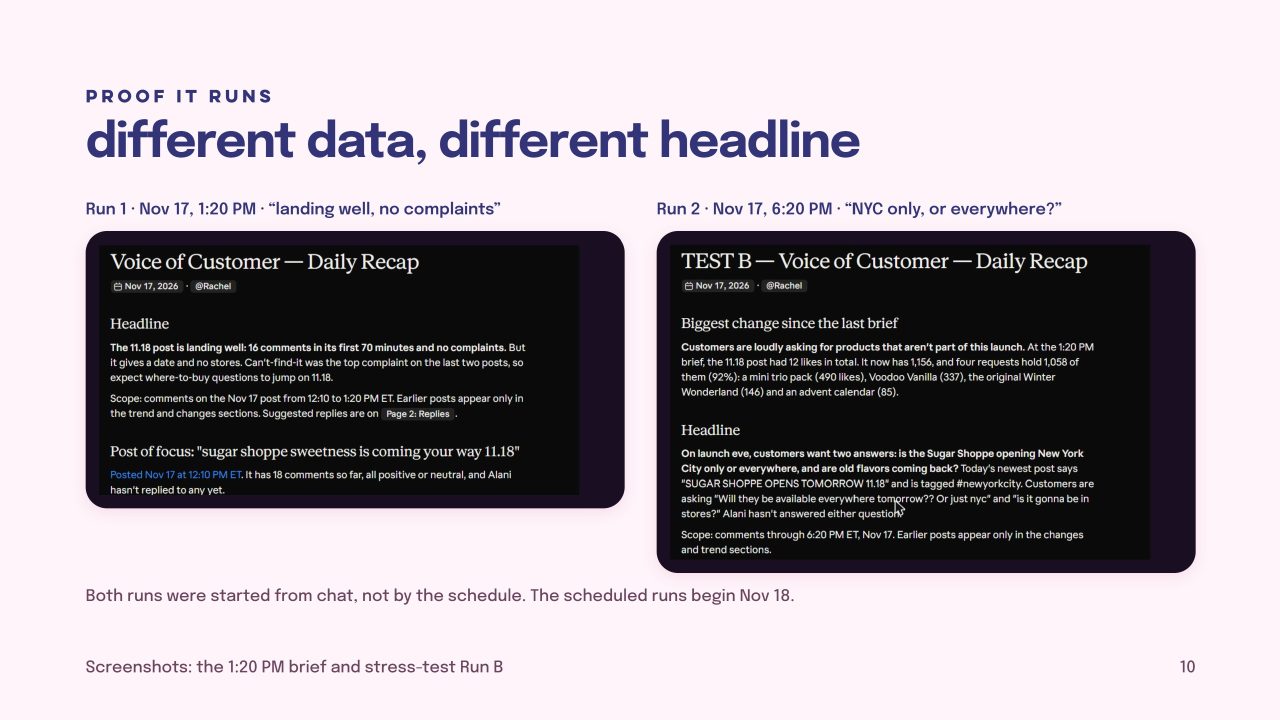 PROOF IT RUNS
different data, different headline
Run 1 · Nov 17, 1:20 PM · “landing well, no complaints”
Voice of Customer — Daily Recap
Nov 17, 2026 · @Rachel
Headline
The 11.18 post is landing well: 16 comments in its first 70 minutes and no complaints. But
it gives a date and no stores. Can't-find-it was the top complaint on the last two posts, so
expect where-to-buy questions to jump on 11.18.
Scope: comments on the Nov 17 post from 12:10 to 1:20 PM ET. Earlier posts appear only in
the trend and changes sections. Suggested replies are on Page 2: Replies .
Post of focus: "sugar shoppe sweetness is coming your way 11.18"
Posted Nov 17 at 12:10 PM ET. It has 18 comments so far, all positive or neutral, and Alani
hasn't replied to any yet.
Run 2 · Nov 17, 6:20 PM · “NYC only, or everywhere?”
TEST B — Voice of Customer — Daily Recap
Nov 17, 2026 · @Rachel
Biggest change since the last brief
Customers are loudly asking for products that aren't part of this launch. At the 1:20 PM
brief, the 11.18 post had 12 likes in total. It now has 1,156, and four requests hold 1,058 of
them (92%): a mini trio pack (490 likes), Voodoo Vanilla (337), the original Winter
Wonderland (146) and an advent calendar (85).
Headline
On launch eve, customers want two answers: is the Sugar Shoppe opening New York
City only or everywhere, and are old flavors coming back? Today's newest post says
"SUGAR SHOPPE OPENS TOMORROW 11.18" and is tagged #newyorkcity. Customers are
asking "Will they be available everywhere tomorrow?? Or just nyc" and "is it gonna be in
stores?" Alani hasn't answered either question.
Scope: comments through 6:20 PM ET, Nov 17. Earlier posts appear only in the changes
and trend sections.
Both runs were started from chat, not by the schedule. The scheduled runs begin Nov 18.
Screenshots: the 1:20 PM brief and stress-test Run B
10